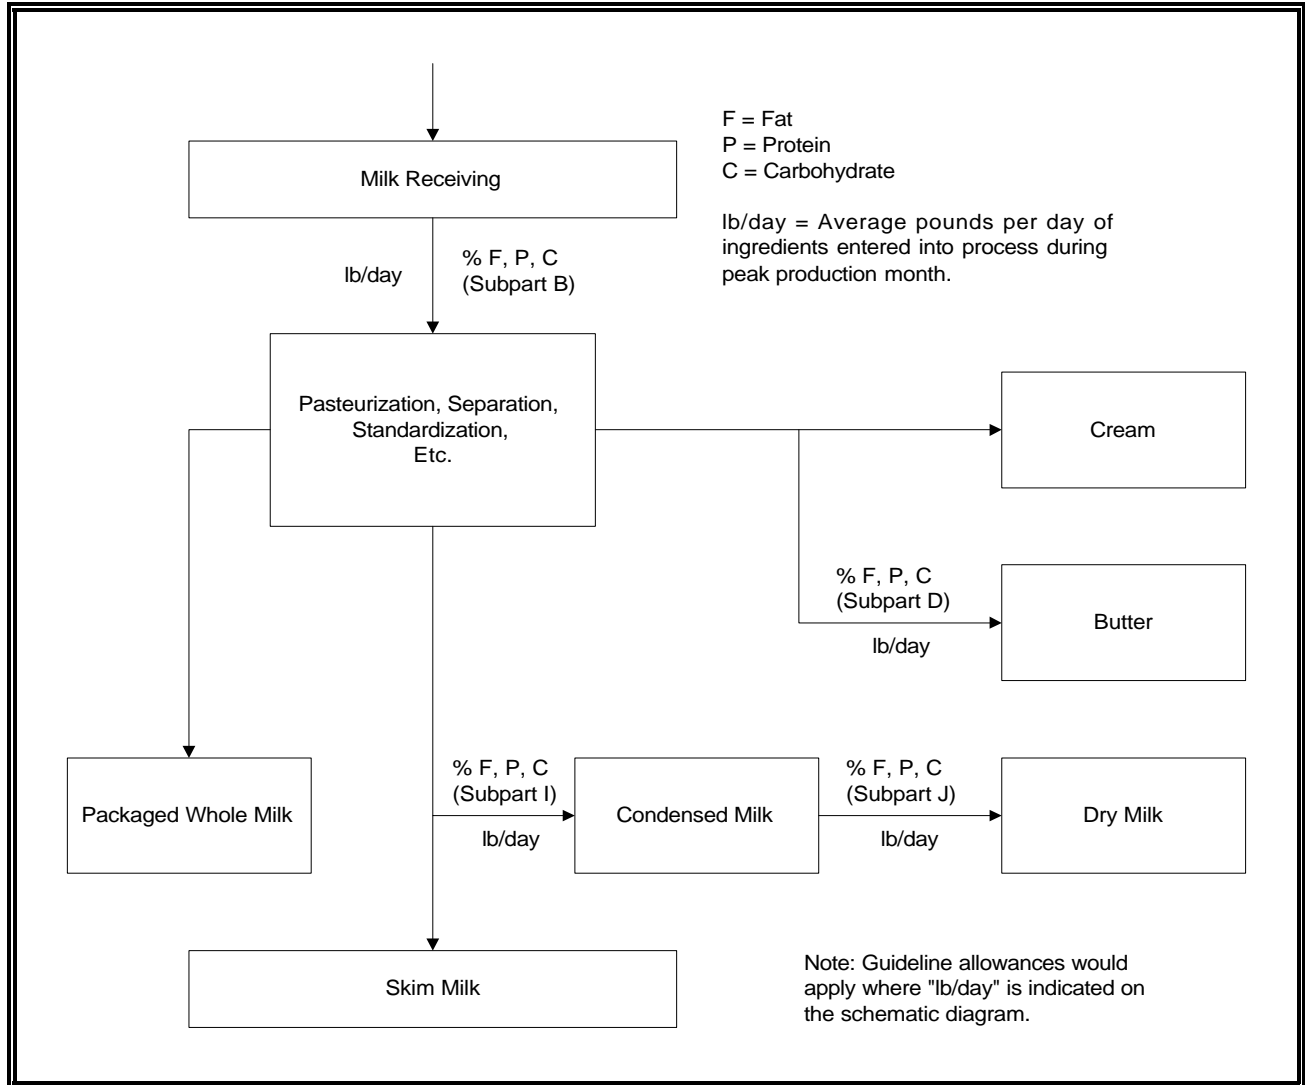 F = Fat
P = Protein
C = Carbohydrate
lb/day = Average pounds per day of
ingredients entered into process during
peak production month.
Milk Receiving
lb/day
% F, P, C
(Subpart B)
Pasteurization, Separation,
Standardization,
Etc.
Cream
% F, P, C
(Subpart D)
lb/day
Butter
Packaged Whole Milk
% F, P, C
(Subpart I)
lb/day
Condensed Milk
% F, P, C
(Subpart J)
lb/day
Dry Milk
Skim Milk
Note: Guideline allowances would
apply where "lb/day" is indicated on
the schematic diagram.